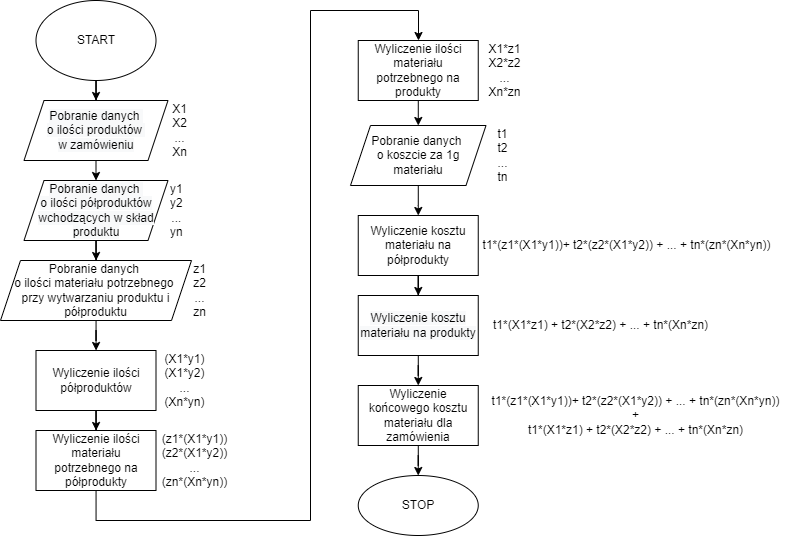 START
Pobranie danych
o ilości produktów
w zamówieniu
X1
X2
...
Xn
Pobranie danych
o ilości półproduktów
wchodzących w skład
produktu
y1
y2
...
yn
Pobranie danych
o ilości materiału potrzebnego
przy wytwarzaniu produktu i
półproduktu
z1
z2
...
zn
Wyliczenie ilości
półproduktów
(X1*y1)
(X1*y2)
...
(Xn*yn)
Wyliczenie ilości
materiału
potrzebnego na
półprodukty
(z1*(X1*y1))
(z2*(X1*y2))
...
(zn*(Xn*yn))
Wyliczenie ilości
materiału
potrzebnego na
produkty
X1*z1
X2*z2
...
Xn*zn
Pobranie danych
o koszcie za 1g
materiału
t1
t2
...
tn
Wyliczenie kosztu
materiału na
półprodukty
t1*(z1*(X1*y1))+ t2*(z2*(X1*y2)) + ... + tn*(zn*(Xn*yn))
Wyliczenie kosztu
materiału na produkty
t1*(X1*z1) + t2*(X2*z2) + ... + tn*(Xn*zn)
Wyliczenie
końcowego kosztu
materiału dla
zamówienia
t1*(z1*(X1*y1))+ t2*(z2*(X1*y2)) + ... + tn*(zn*(Xn*yn))
+
t1*(X1*z1) + t2*(X2*z2) + ... + tn*(Xn*zn)
STOP